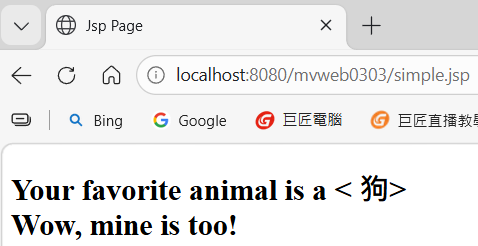 Jsp Page
localhost:8080/mvweb0303/simple.jsp
Bing Google 巨匠電腦 巨匠直播教學
Your favorite animal is a < 狗>
Wow, mine is too!